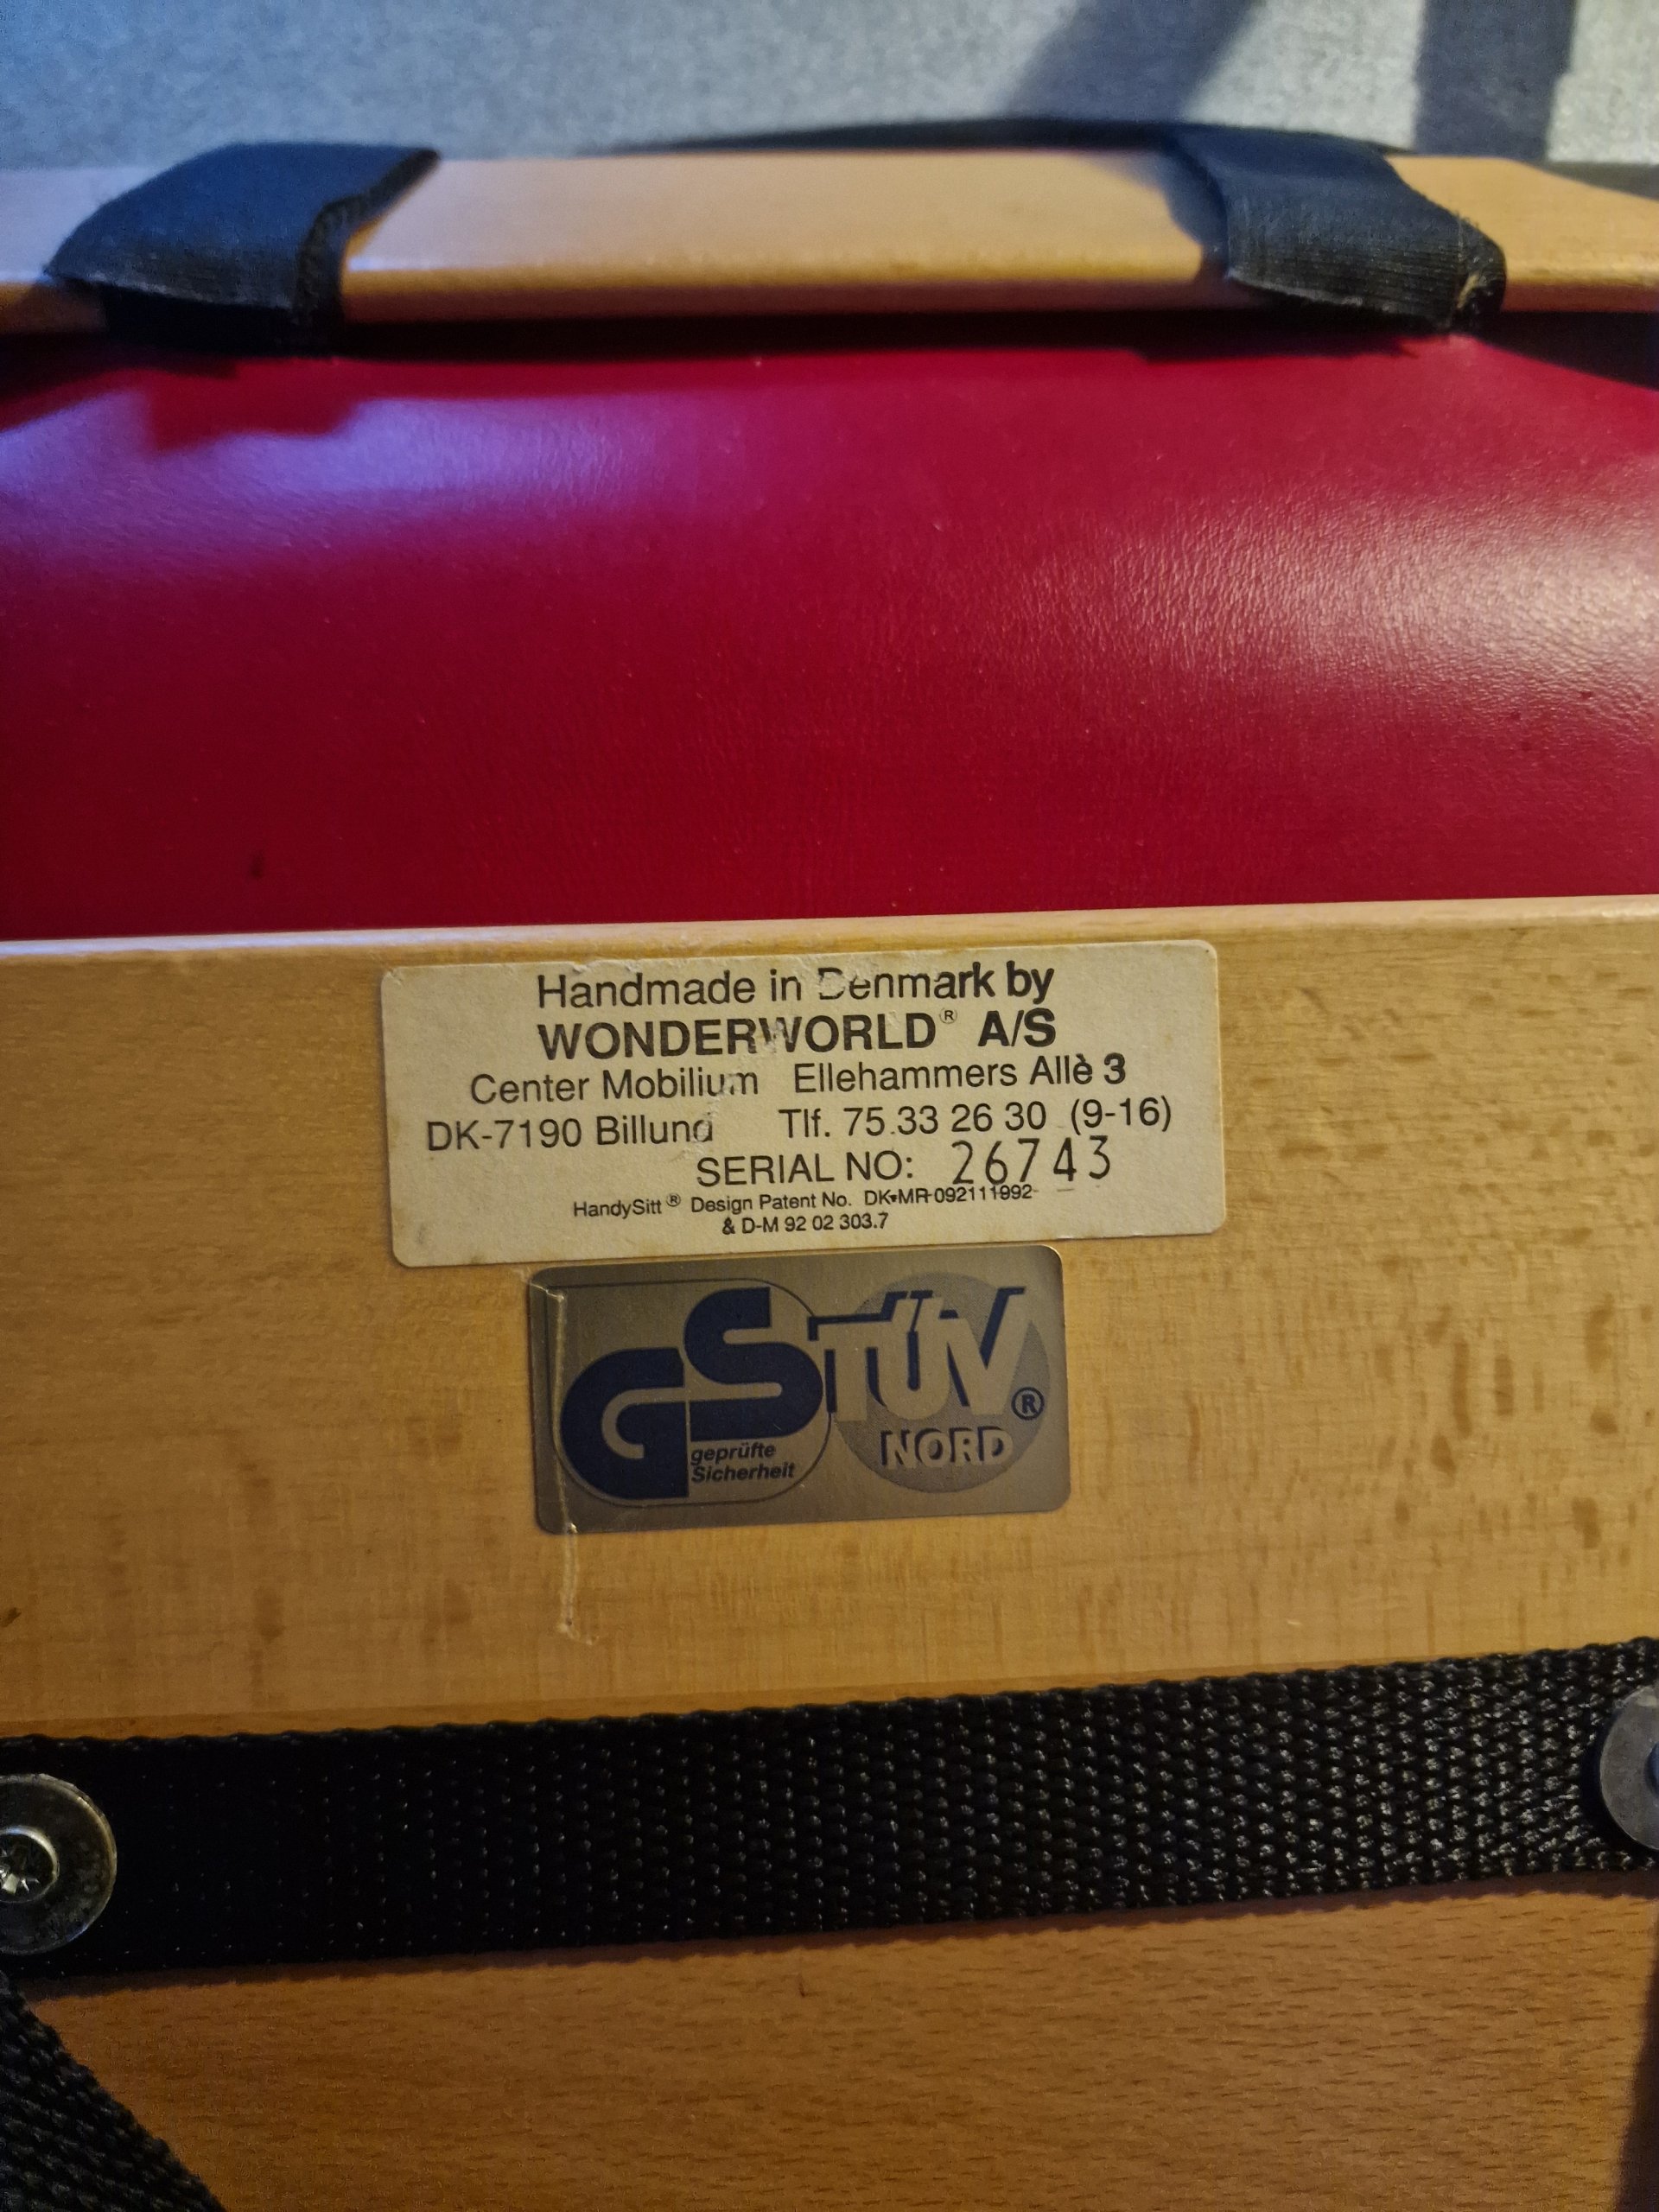 Handmade in Denmark by
WONDERWORLD® A/S
Center Mobilium Ellehammers Allè 3
DK-7190 Billund Tlf. 75 33 26 30 (9-16)
SERIAL NO: 26743
HandySitt® Design Patent No. DK-MR-092111992
& D-M 92 02 303.7
GS TÜV®
geprüfte NORD
Sicherheit